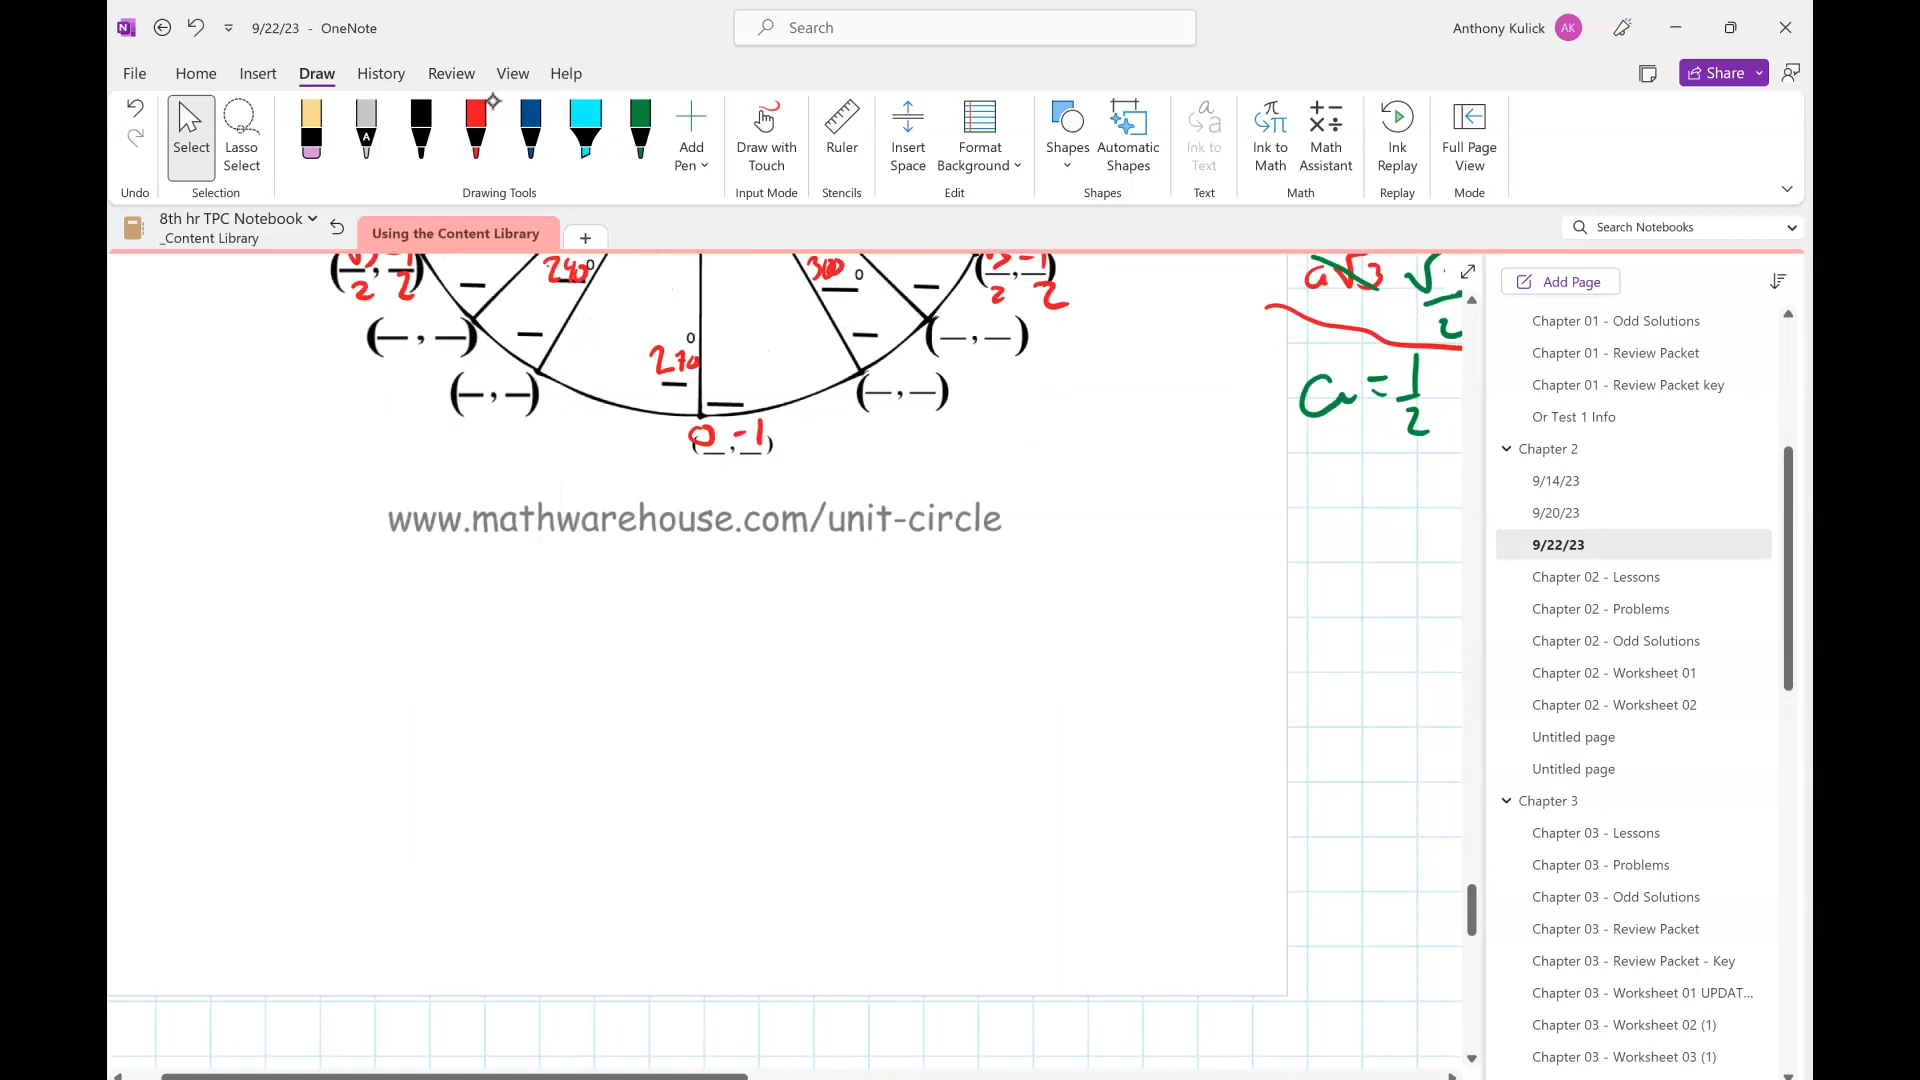 9/22/23 - OneNote
Search
Anthony Kulick AK
File Home Insert Draw History Review View Help
Share
Select
Lasso Select
A
Add Pen
Draw with Touch
Ruler
Insert Space
Format Background
Shapes
Automatic Shapes
Ink to Text
Ink to Math
Math Assistant
Ink Replay
Full Page View
Undo Selection Drawing Tools Input Mode Stencils Edit Shapes Text Math Replay Mode
8th hr TPC Notebook
_Content Library
Using the Content Library
Search Notebooks
Add Page
240°
300 °
a√3
270°
a = 1/2
(0, -1)
www.mathwarehouse.com/unit-circle
Chapter 01 - Odd Solutions
Chapter 01 - Review Packet
Chapter 01 - Review Packet key
Or Test 1 Info
Chapter 2
9/14/23
9/20/23
9/22/23
Chapter 02 - Lessons
Chapter 02 - Problems
Chapter 02 - Odd Solutions
Chapter 02 - Worksheet 01
Chapter 02 - Worksheet 02
Untitled page
Untitled page
Chapter 3
Chapter 03 - Lessons
Chapter 03 - Problems
Chapter 03 - Odd Solutions
Chapter 03 - Review Packet
Chapter 03 - Review Packet - Key
Chapter 03 - Worksheet 01 UPDAT...
Chapter 03 - Worksheet 02 (1)
Chapter 03 - Worksheet 03 (1)